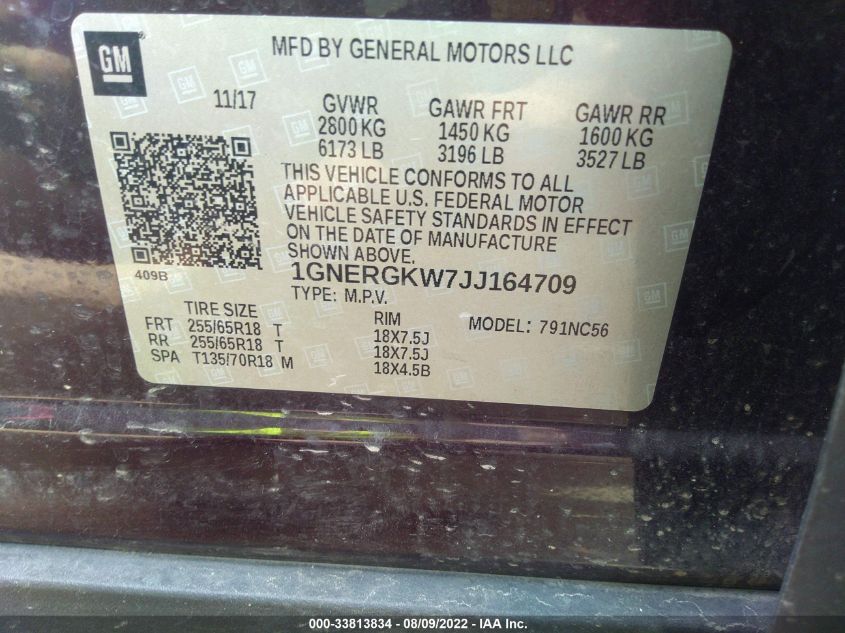 GM
MFD BY GENERAL MOTORS LLC
11/17
GVWR
2800 KG
6173 LB
GAWR FRT
1450 KG
3196 LB
GAWR RR
1600 KG
3527 LB
THIS VEHICLE CONFORMS TO ALL
APPLICABLE U.S. FEDERAL MOTOR
VEHICLE SAFETY STANDARDS IN EFFECT
ON THE DATE OF MANUFACTURE
SHOWN ABOVE.
409B
1GNERGKW7JJ164709
TYPE: M.P.V.
TIRE SIZE
RIM
MODEL: 791NC56
FRT 255/65R18 T 18X7.5J
RR 255/65R18 T 18X7.5J
SPA T135/70R18 M 18X4.5B
000-33813834 - 08/09/2022 - IAA Inc.